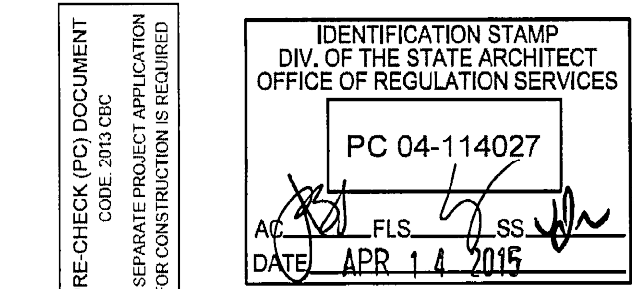 RE-CHECK (PC) DOCUMENT
CODE. 2013 CBC
SEPARATE PROJECT APPLICATION
FOR CONSTRUCTION IS REQUIRED
IDENTIFICATION STAMP
DIV. OF THE STATE ARCHITECT
OFFICE OF REGULATION SERVICES
PC 04-114027
AC FLS SS
DATE APR 14 2015